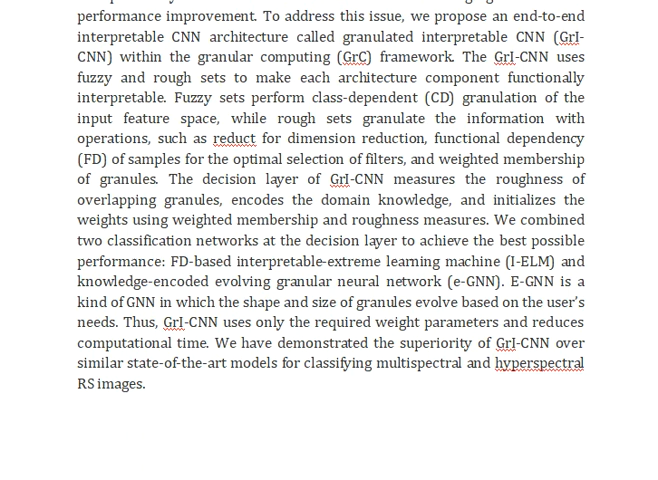 performance improvement. To address this issue, we propose an end-to-end
interpretable CNN architecture called granulated interpretable CNN (GrI-
CNN) within the granular computing (GrC) framework. The GrI-CNN uses
fuzzy and rough sets to make each architecture component functionally
interpretable. Fuzzy sets perform class-dependent (CD) granulation of the
input feature space, while rough sets granulate the information with
operations, such as reduct for dimension reduction, functional dependency
(FD) of samples for the optimal selection of filters, and weighted membership
of granules. The decision layer of GrI-CNN measures the roughness of
overlapping granules, encodes the domain knowledge, and initializes the
weights using weighted membership and roughness measures. We combined
two classification networks at the decision layer to achieve the best possible
performance: FD-based interpretable-extreme learning machine (I-ELM) and
knowledge-encoded evolving granular neural network (e-GNN). E-GNN is a
kind of GNN in which the shape and size of granules evolve based on the user’s
needs. Thus, GrI-CNN uses only the required weight parameters and reduces
computational time. We have demonstrated the superiority of GrI-CNN over
similar state-of-the-art models for classifying multispectral and hyperspectral
RS images.